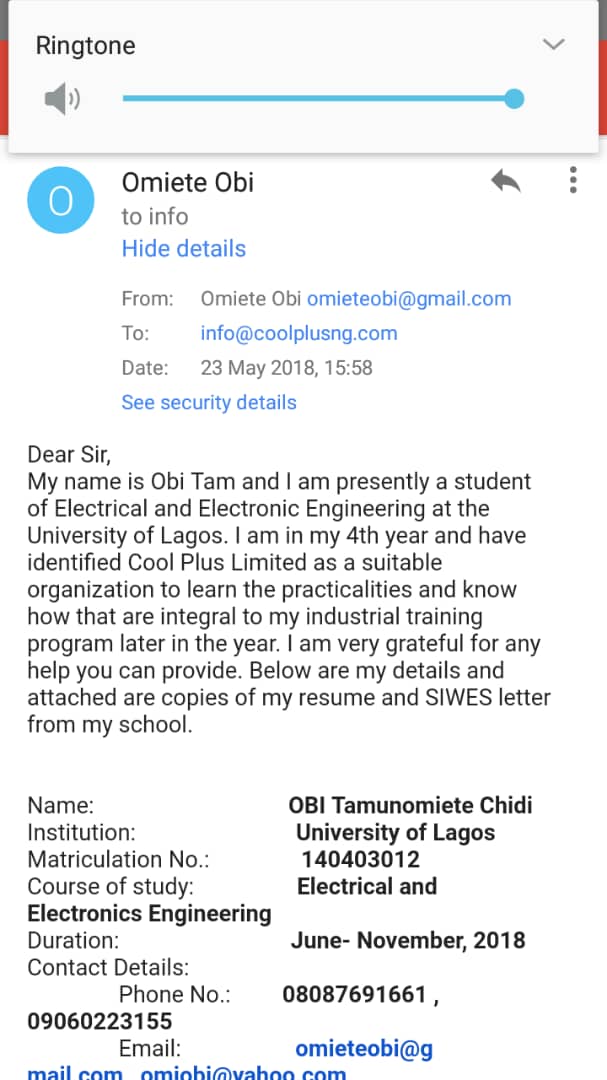 Ringtone
O
Omiete Obi
to info
Hide details
From: Omiete Obi omieteobi@gmail.com
To: info@coolplusng.com
Date: 23 May 2018, 15:58
See security details
Dear Sir,
My name is Obi Tam and I am presently a student
of Electrical and Electronic Engineering at the
University of Lagos. I am in my 4th year and have
identified Cool Plus Limited as a suitable
organization to learn the practicalities and know
how that are integral to my industrial training
program later in the year. I am very grateful for any
help you can provide. Below are my details and
attached are copies of my resume and SIWES letter
from my school.
Name: OBI Tamunomiete Chidi
Institution: University of Lagos
Matriculation No.: 140403012
Course of study: Electrical and
Electronics Engineering
Duration: June- November, 2018
Contact Details:
Phone No.: 08087691661 ,
09060223155
Email: omieteobi@g
mail.com, omiobi@yahoo.com